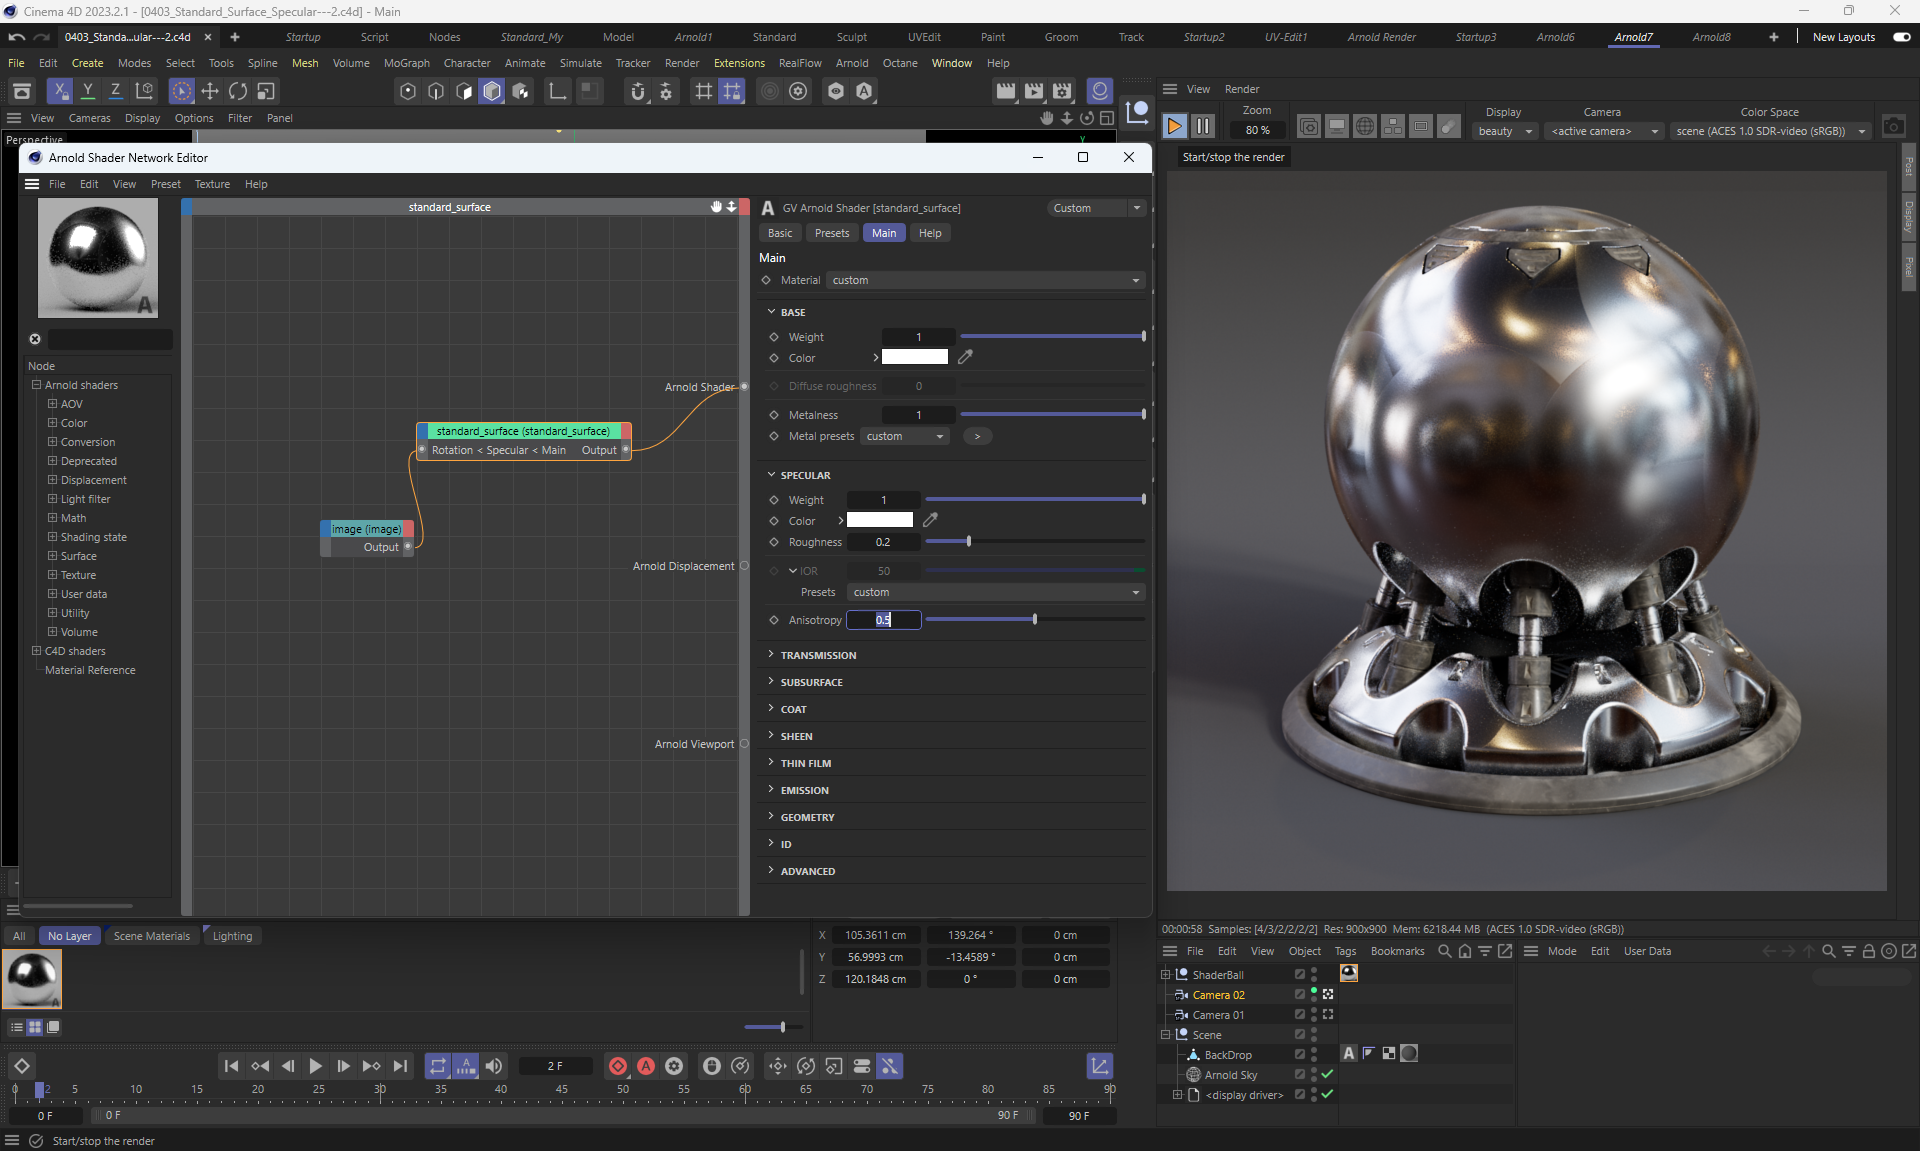 Cinema 4D 2023.2.1 - [0403_Standard_Surface_Specular---2.c4d] - Main
0403_Standa...ular---2.c4d × + Startup Script Nodes Standard_My Model Arnold1 Standard Sculpt UVEdit Paint Groom Track Startup2 UV-Edit1 Arnold Render Startup3 Arnold6 Arnold7 Arnold8 + New Layouts
File Edit Create Modes Select Tools Spline Mesh Volume MoGraph Character Animate Simulate Tracker Render Extensions RealFlow Arnold Octane Window Help
X Y Z
View Render
View Cameras Display Options Filter Panel
Zoom Display Camera Color Space
80 % beauty <active camera> scene (ACES 1.0 SDR-video (sRGB))
Perspective
Y
Start/stop the render
Post
Display
Pixel
Arnold Shader Network Editor
File Edit View Preset Texture Help
standard_surface
GV Arnold Shader [standard_surface] Custom
Basic Presets Main Help
Main
Material custom
BASE
Weight 1
Color
Diffuse roughness 0
Metalness 1
Metal presets custom >
SPECULAR
Weight 1
Color
Roughness 0.2
IOR 50
Presets custom
Anisotropy 0.5
TRANSMISSION
SUBSURFACE
COAT
SHEEN
THIN FILM
EMISSION
GEOMETRY
ID
ADVANCED
Node
Arnold shaders
AOV
Color
Conversion
Deprecated
Displacement
Light filter
Math
Shading state
Surface
Texture
User data
Utility
Volume
C4D shaders
Material Reference
Arnold Shader
standard_surface (standard_surface)
Rotation < Specular < Main Output
image (image)
Output
Arnold Displacement
Arnold Viewport
All No Layer Scene Materials Lighting
X 105.3611 cm 139.264 ° 0 cm
Y 56.9993 cm -13.4589 ° 0 cm
Z 120.1848 cm 0 ° 0 cm
00:00:58 Samples: [4/3/2/2/2/2] Res: 900x900 Mem: 6218.44 MB (ACES 1.0 SDR-video (sRGB))
File Edit View Object Tags Bookmarks
Mode Edit User Data
ShaderBall
Camera 02
Camera 01
Scene
BackDrop
Arnold Sky
<display driver>
2 F
0 2 5 10 15 20 25 30 35 40 45 50 55 60 65 70 75 80 85 90
0 F 0 F 90 F 90 F
Start/stop the render